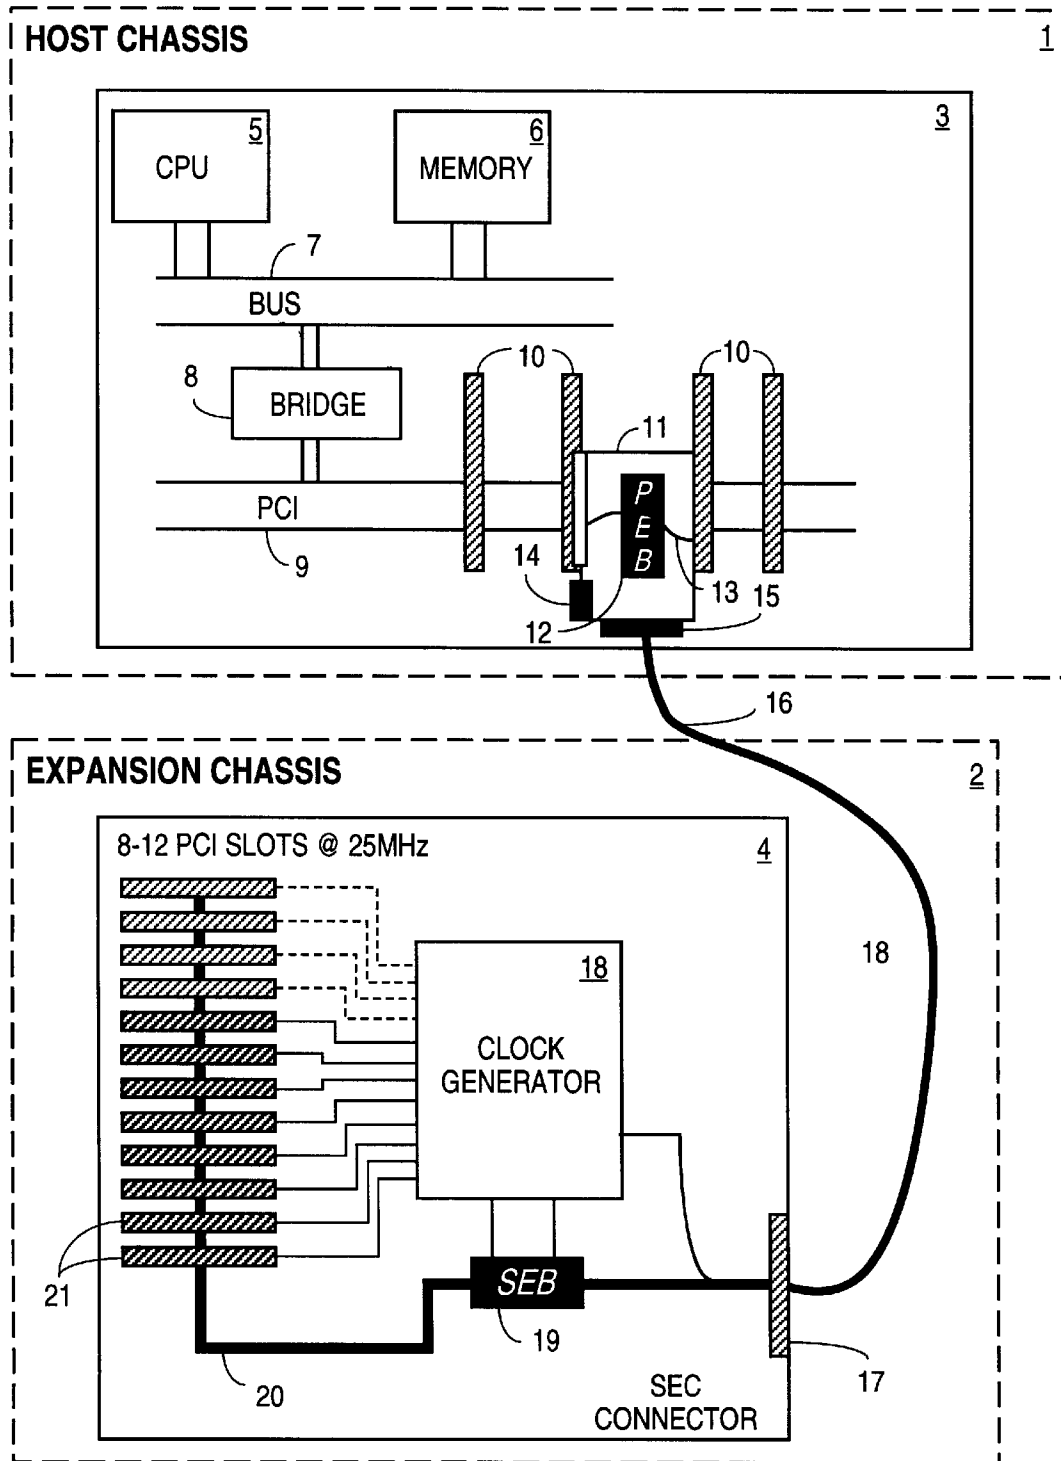 HOST CHASSIS
1
3
CPU
5
MEMORY
6
7
BUS
8
BRIDGE
10
10
11
PCI
9
PEB
14
13
12
15
16
EXPANSION CHASSIS
2
8-12 PCI SLOTS @ 25MHz
4
18
CLOCK
GENERATOR
18
21
SEB
19
20
17
SEC
CONNECTOR